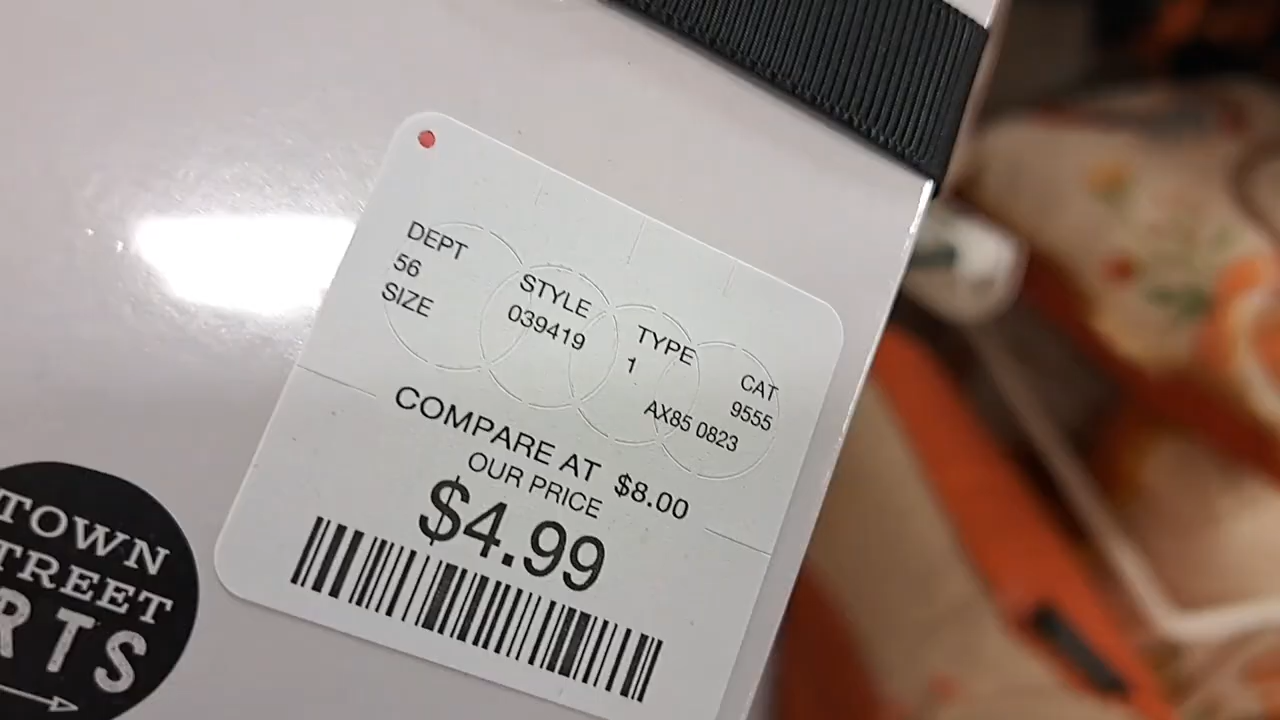 DEPT
56
SIZE
STYLE
039419
TYPE
1
CAT
9555
AX85 0823
COMPARE AT $8.00
OUR PRICE
$4.99
TOWN
TREET
RTS